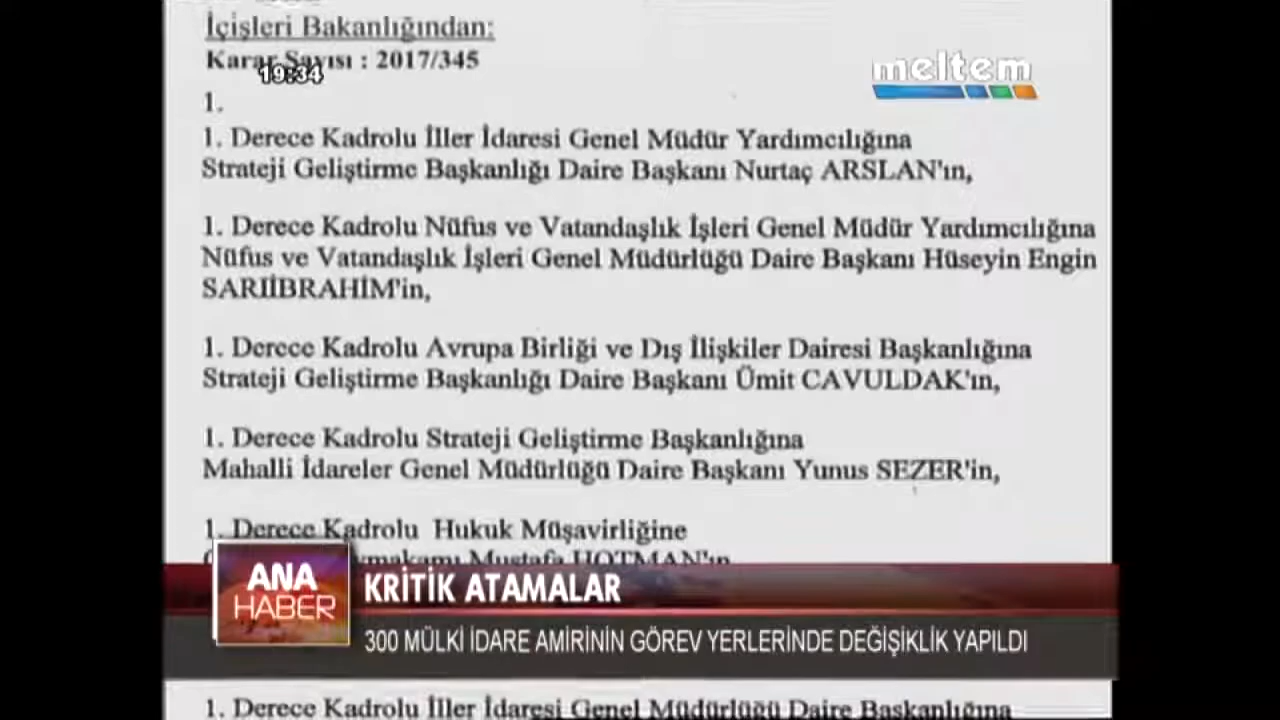 İçişleri Bakanlığından:
Karar Sayısı : 2017/345
19:34
meltem
1.
1. Derece Kadrolu İller İdaresi Genel Müdür Yardımcılığına
Strateji Geliştirme Başkanlığı Daire Başkanı Nurtaç ARSLAN'ın,
1. Derece Kadrolu Nüfus ve Vatandaşlık İşleri Genel Müdür Yardımcılığına
Nüfus ve Vatandaşlık İşleri Genel Müdürlüğü Daire Başkanı Hüseyin Engin
SARIİBRAHİM'in,
1. Derece Kadrolu Avrupa Birliği ve Dış İlişkiler Dairesi Başkanlığına
Strateji Geliştirme Başkanlığı Daire Başkanı Ümit CAVULDAK'ın,
1. Derece Kadrolu Strateji Geliştirme Başkanlığına
Mahalli İdareler Genel Müdürlüğü Daire Başkanı Yunus SEZER'in,
1. Derece Kadrolu Hukuk Müşavirliğine
Mustafa HOTMAN'ın
ANA
HABER
KRİTİK ATAMALAR
300 MÜLKİ İDARE AMİRİNİN GÖREV YERLERİNDE DEĞİŞİKLİK YAPILDI
1. Derece Kadrolu İller İdaresi Genel Müdürlüğü Daire Başkanlığına